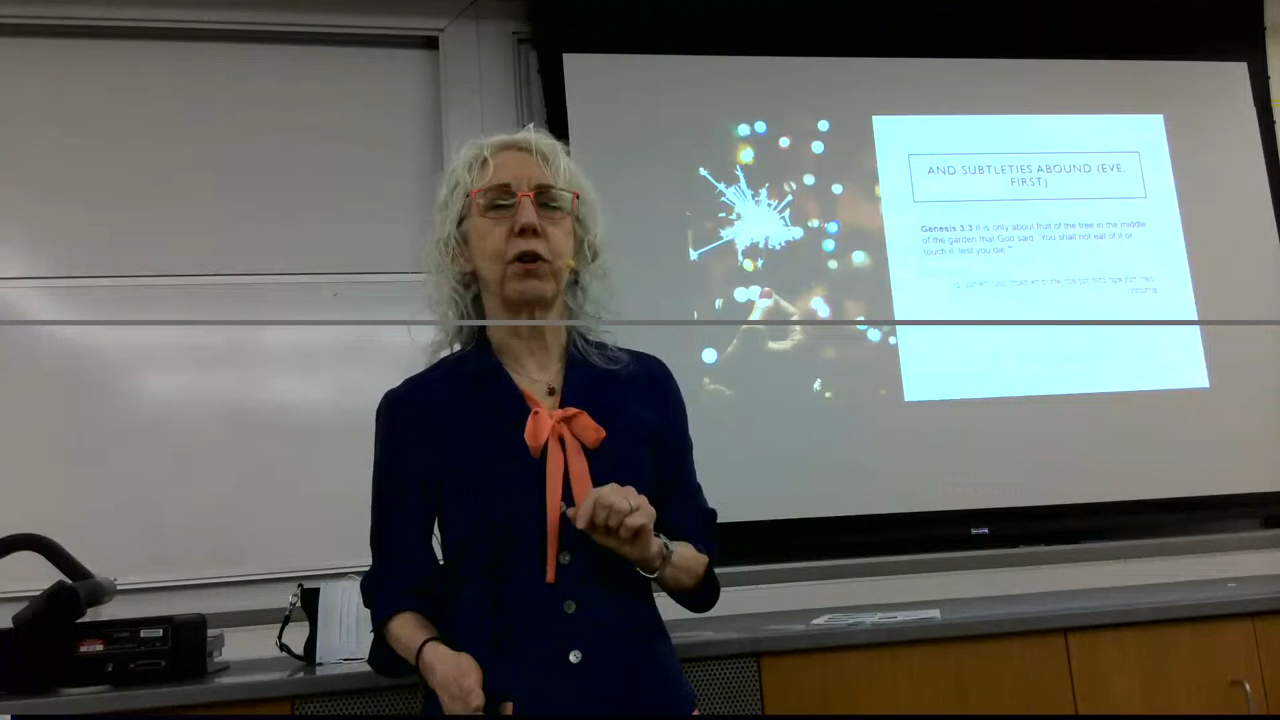 AND SUBTLETIES ABOUND (EVE,
FIRST)
Genesis 3:3 It is only about fruit of the tree in the middle
of the garden that God said: "You shall not eat of it or
touch it, lest you die.'"